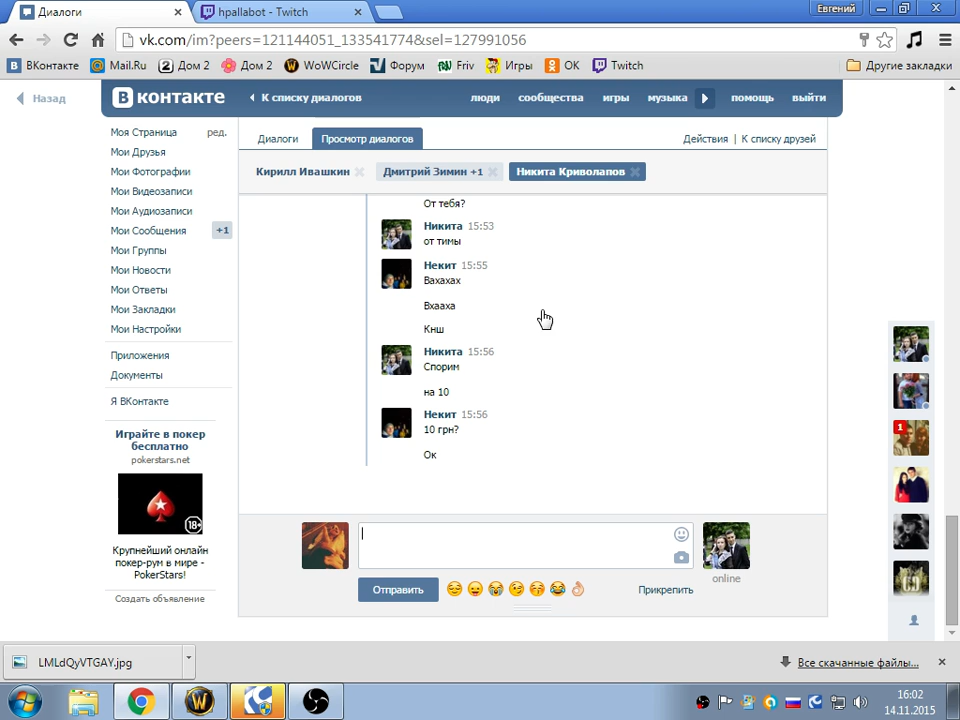 Диалоги
hpallabot - Twitch
Евгений
vk.com/im?peers=121144051_133541774&sel=127991056
ВКонтакте
Mail.Ru
Дом 2
Дом 2
WoWCircle
Форум
Friv
Игры
ОК
Twitch
Другие закладки
Назад
В контакте
К списку диалогов
люди
сообщества
игры
музыка
помощь
выйти
Моя Страница
ред.
Мои Друзья
Мои Фотографии
Мои Видеозаписи
Мои Аудиозаписи
Мои Сообщения
+1
Мои Группы
Мои Новости
Мои Ответы
Мои Закладки
Мои Настройки
Приложения
Документы
Я ВКонтакте
Играйте в покер
бесплатно
pokerstars.net
18+
Крупнейший онлайн
покер-рум в мире -
PokerStars!
Создать объявление
Диалоги
Просмотр диалогов
Действия | К списку друзей
Кирилл Ивашкин
Дмитрий Зимин +1
Никита Криволапов
От тебя?
Никита 15:53
от тимы
Некит 15:55
Вахахах
Вхааха
Кнш
Никита 15:56
Спорим
на 10
Некит 15:56
10 грн?
Ок
online
Отправить
Прикрепить
1
LMLdQyVTGAY.jpg
Все скачанные файлы...
16:02
14.11.2015